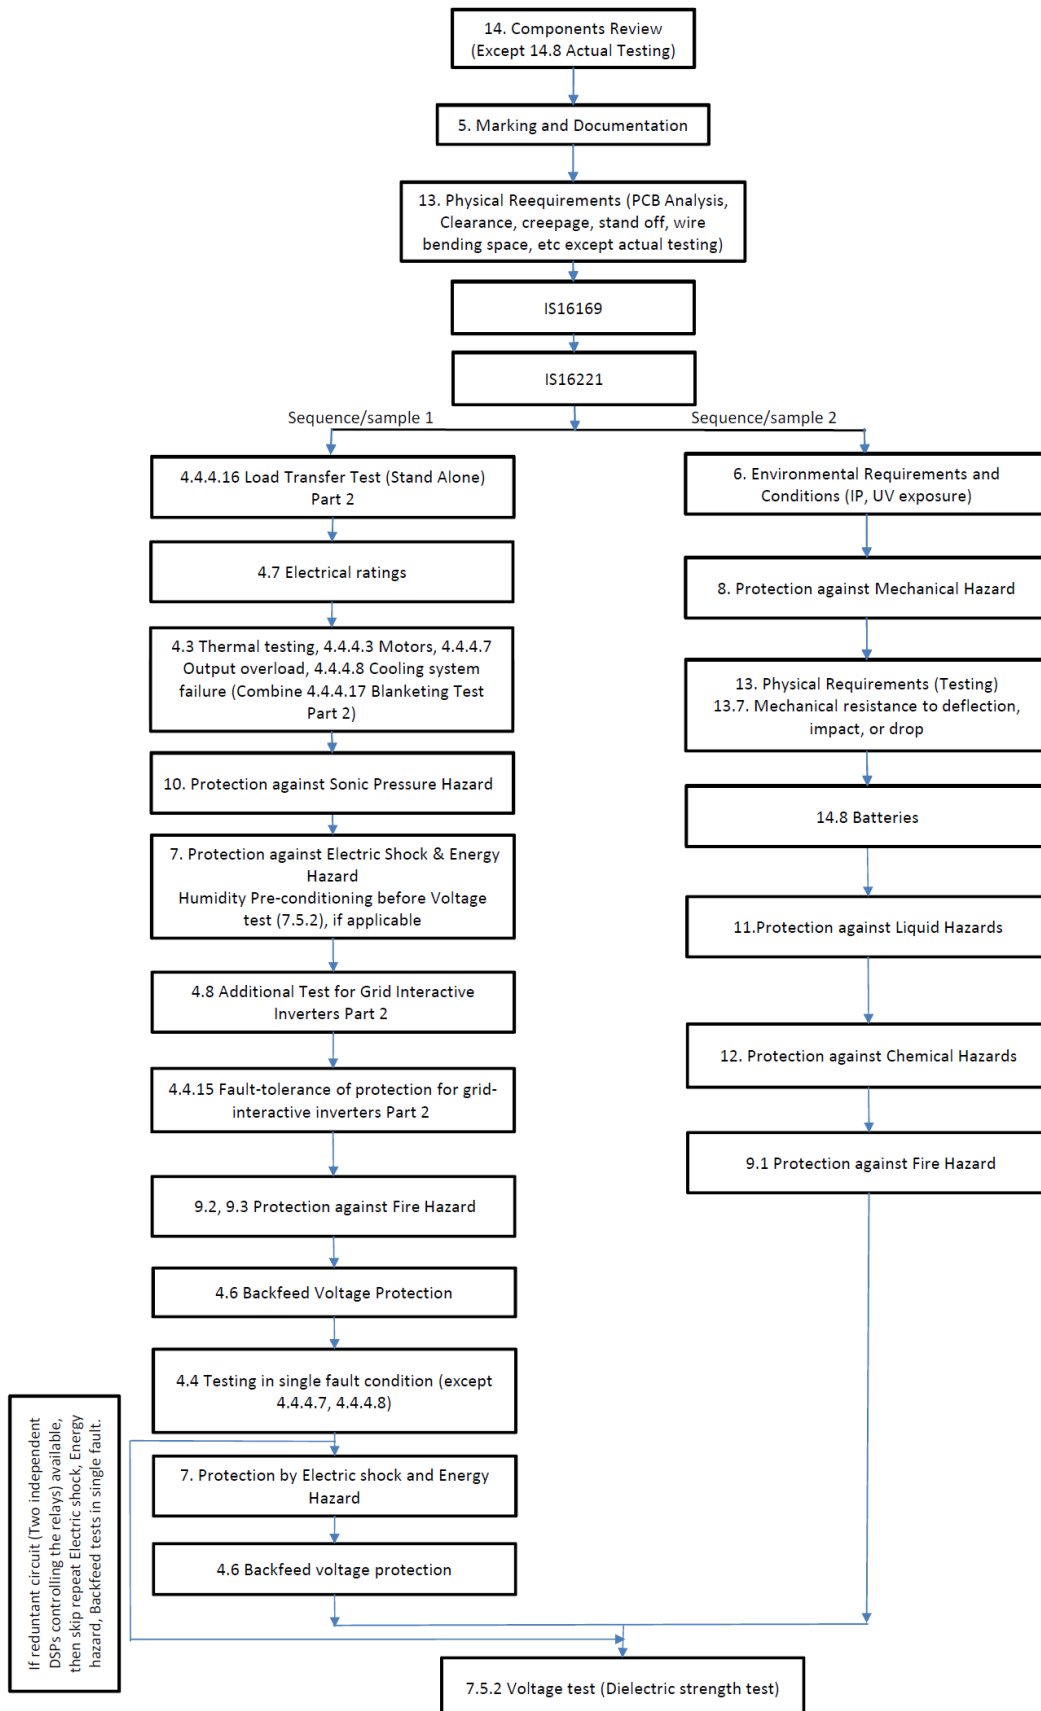 14. Components Review
(Except 14.8 Actual Testing)
5. Marking and Documentation
13. Physical Reequirements (PCB Analysis,
Clearance, creepage, stand off, wire
bending space, etc except actual testing)
IS16169
IS16221
Sequence/sample 1
Sequence/sample 2
4.4.4.16 Load Transfer Test (Stand Alone)
Part 2
4.7 Electrical ratings
4.3 Thermal testing, 4.4.4.3 Motors, 4.4.4.7
Output overload, 4.4.4.8 Cooling system
failure (Combine 4.4.4.17 Blanketing Test
Part 2)
10. Protection against Sonic Pressure Hazard
7. Protection against Electric Shock & Energy
Hazard
Humidity Pre-conditioning before Voltage
test (7.5.2), if applicable
4.8 Additional Test for Grid Interactive
Inverters Part 2
4.4.15 Fault-tolerance of protection for grid-
interactive inverters Part 2
9.2, 9.3 Protection against Fire Hazard
4.6 Backfeed Voltage Protection
4.4 Testing in single fault condition (except
4.4.4.7, 4.4.4.8)
7. Protection by Electric shock and Energy
Hazard
4.6 Backfeed voltage protection
If reduntant circuit (Two independent
DSPs controlling the relays) available,
then skip repeat Electric shock, Energy
hazard, Backfeed tests in single fault.
6. Environmental Requirements and
Conditions (IP, UV exposure)
8. Protection against Mechanical Hazard
13. Physical Requirements (Testing)
13.7. Mechanical resistance to deflection,
impact, or drop
14.8 Batteries
11.Protection against Liquid Hazards
12. Protection against Chemical Hazards
9.1 Protection against Fire Hazard
7.5.2 Voltage test (Dielectric strength test)